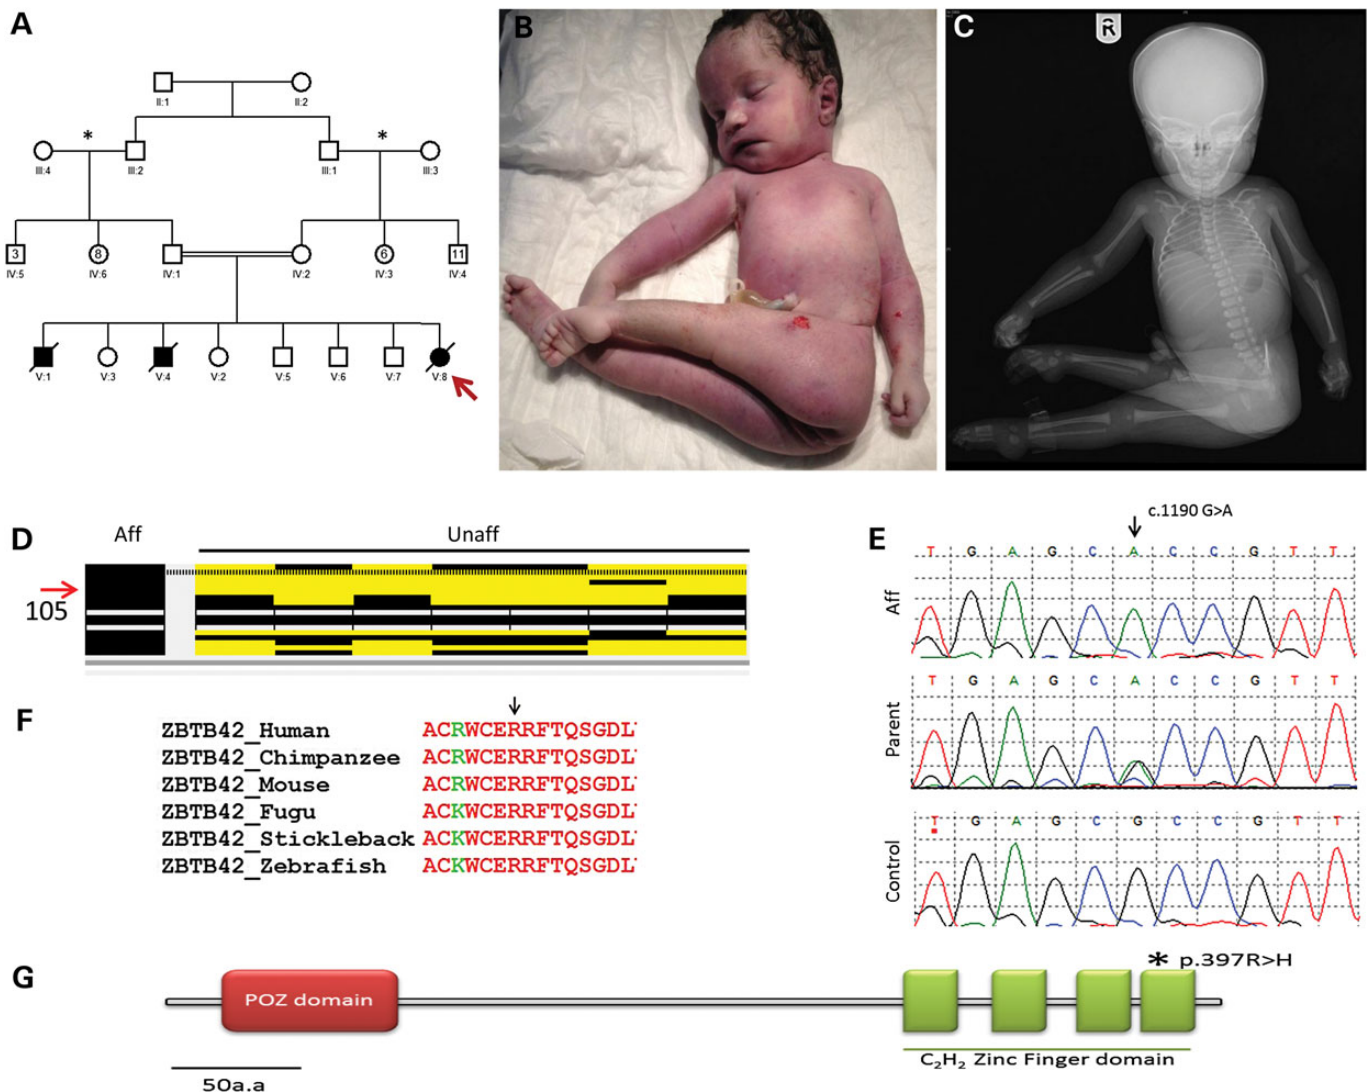 A
II:1 II:2
* *
III:4 III:2 III:1 III:3
3 8 6 11
IV:5 IV:6 IV:1 IV:2 IV:3 IV:4
V:1 V:3 V:4 V:2 V:5 V:6 V:7 V:8
B
C
R
D
Aff Unaff
105
E
c.1190 G>A
T G A G C A C C G T T
Aff
T G A G C A C C G T T
Parent
T G A G C G C C G T T
Control
F
ZBTB42_Human ACRWCERRFTQSGDL
ZBTB42_Chimpanzee ACRWCERRFTQSGDL
ZBTB42_Mouse ACRWCERRFTQSGDL
ZBTB42_Fugu ACKWCERRFTQSGDL
ZBTB42_Stickleback ACKWCERRFTQSGDL
ZBTB42_Zebrafish ACKWCERRFTQSGDL
G
* p.397R>H
POZ domain
C₂H₂ Zinc Finger domain
50a.a